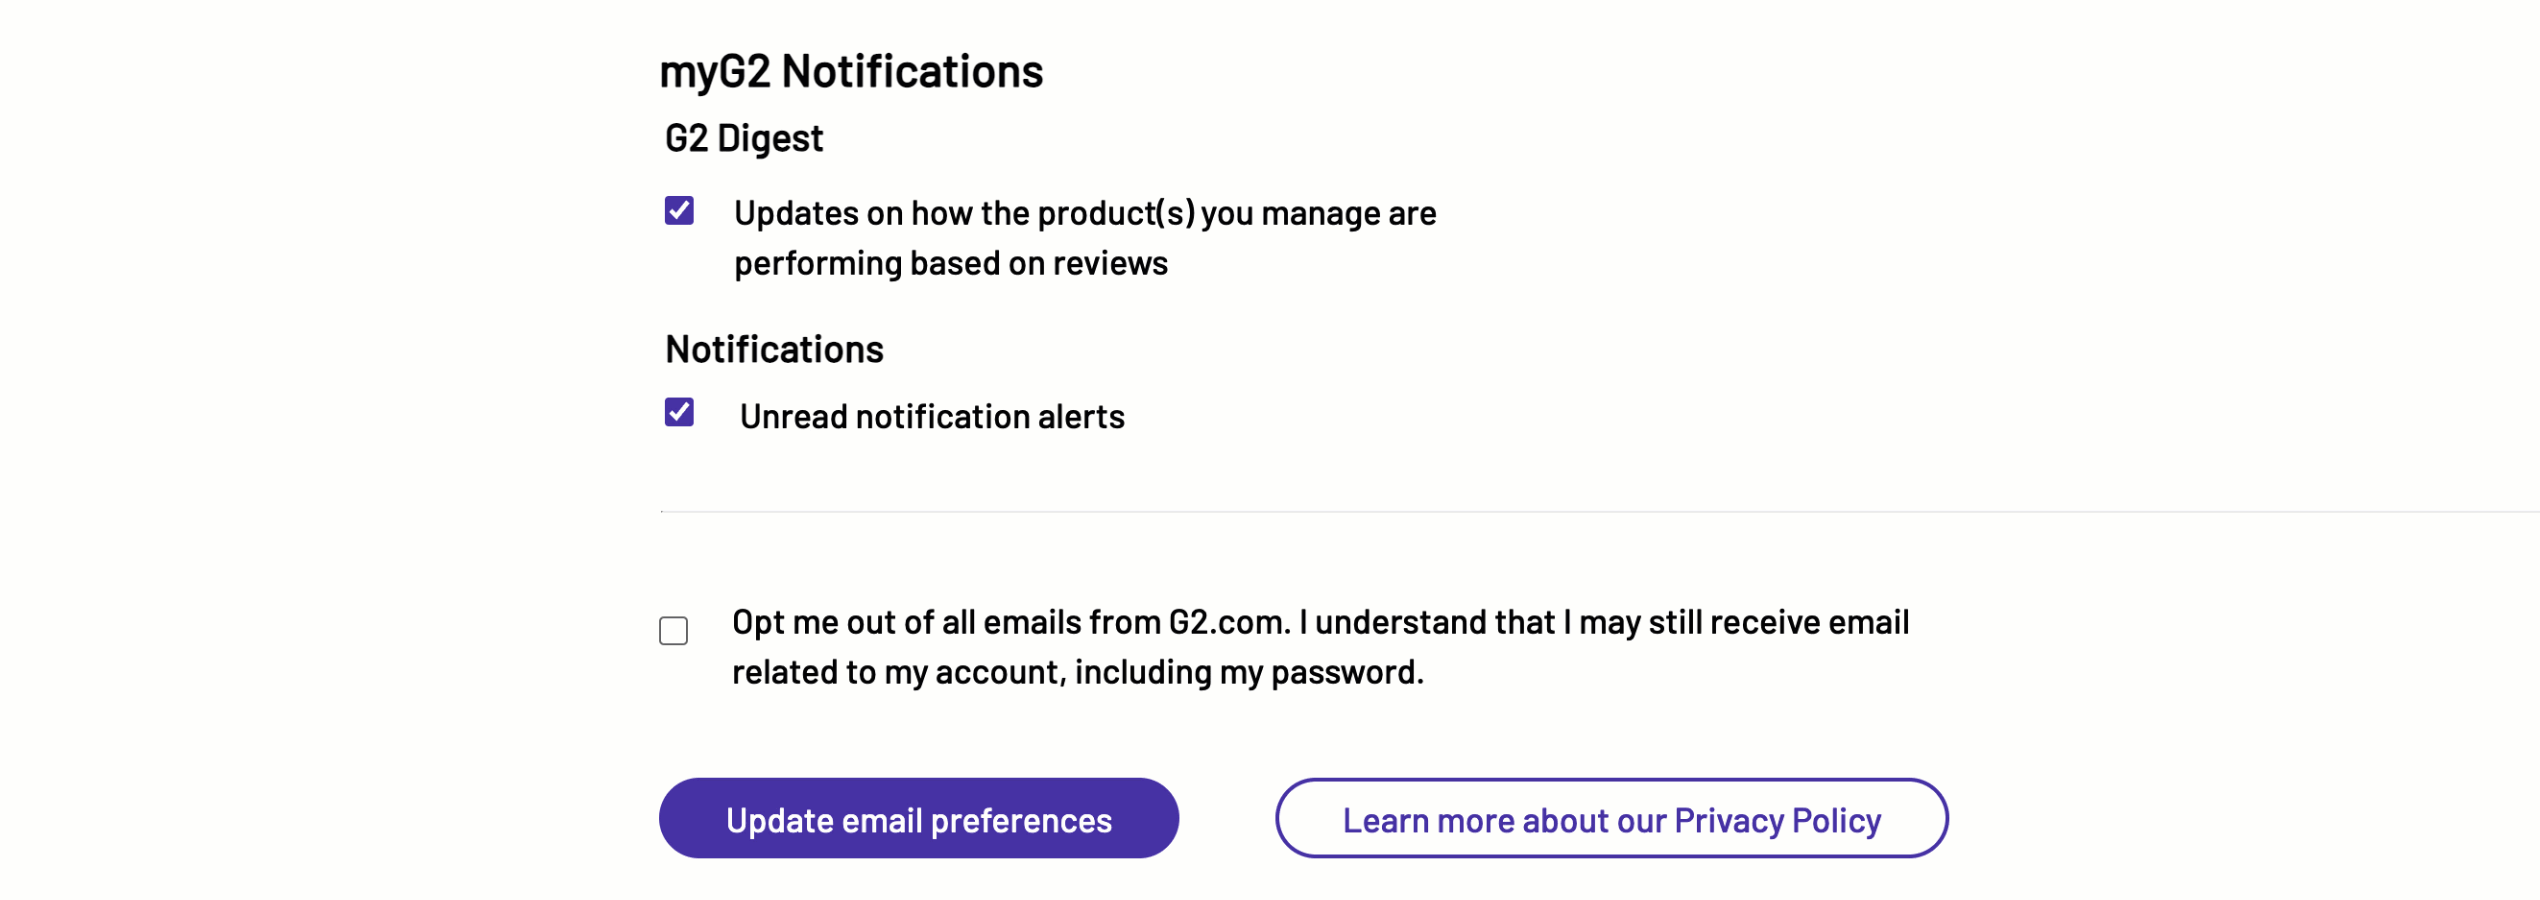 myG2 Notifications
G2 Digest
Updates on how the product(s) you manage are
performing based on reviews
Notifications
Unread notification alerts
Opt me out of all emails from G2.com. I understand that I may still receive email
related to my account, including my password.
Update email preferences
Learn more about our Privacy Policy